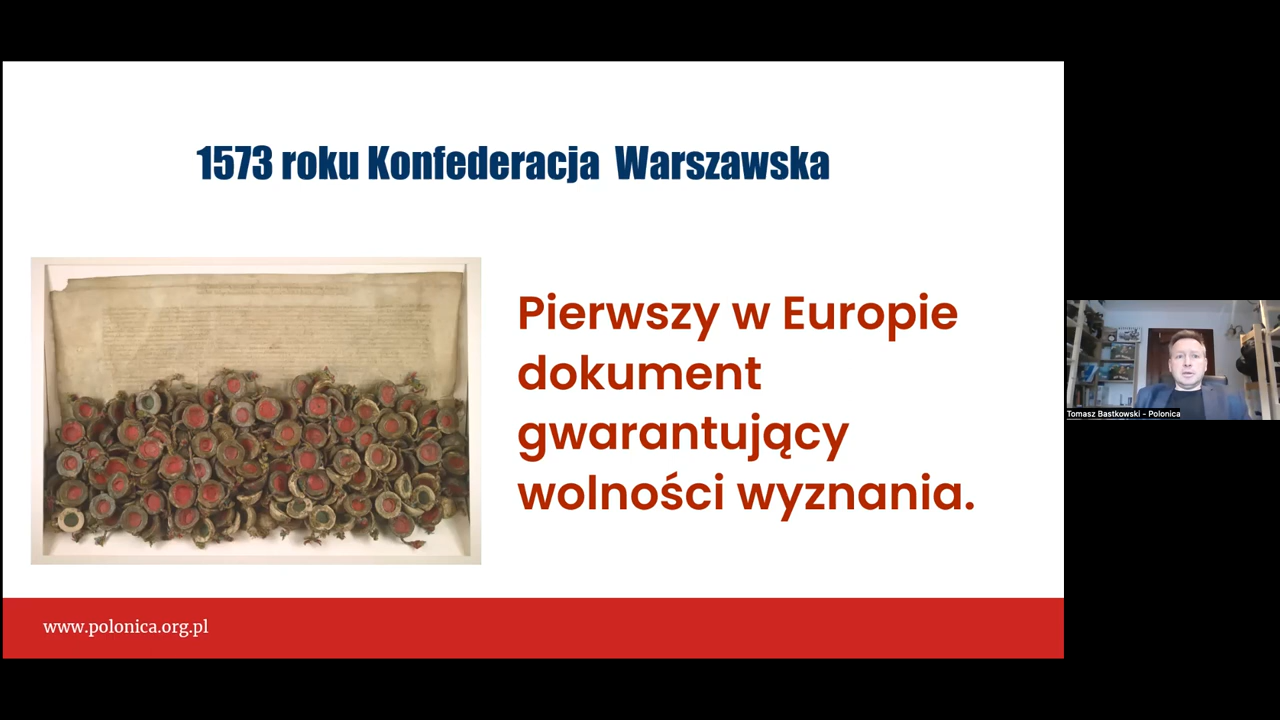 1573 roku Konfederacja Warszawska
Pierwszy w Europie
dokument
gwarantujący
wolności wyznania.
www.polonica.org.pl
Tomasz Bastkowski - Polonica